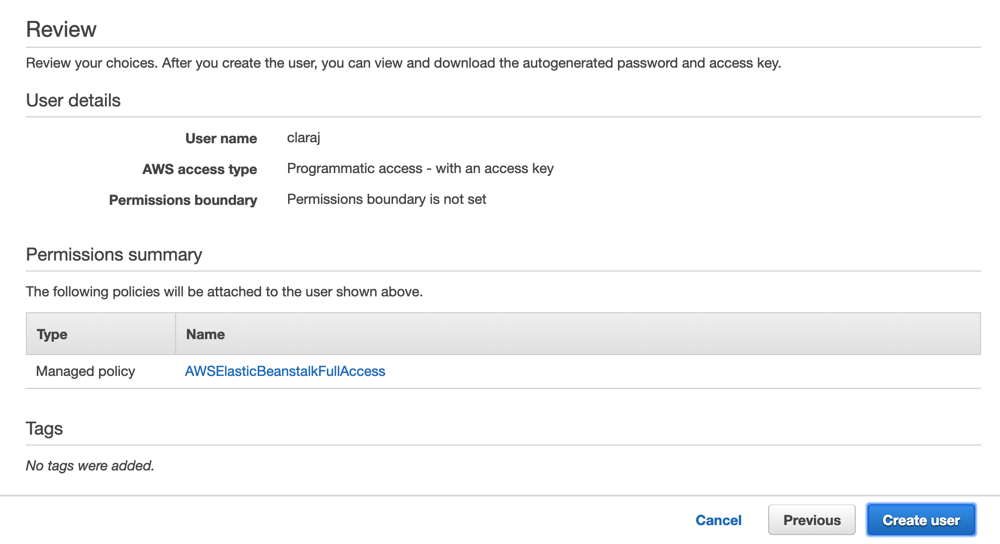 Review
Review your choices. After you create the user, you can view and download the autogenerated password and access key.
User details
User name claraj
AWS access type Programmatic access - with an access key
Permissions boundary Permissions boundary is not set
Permissions summary
The following policies will be attached to the user shown above.
Type Name
Managed policy AWSElasticBeanstalkFullAccess
Tags
No tags were added.
Cancel Previous Create user